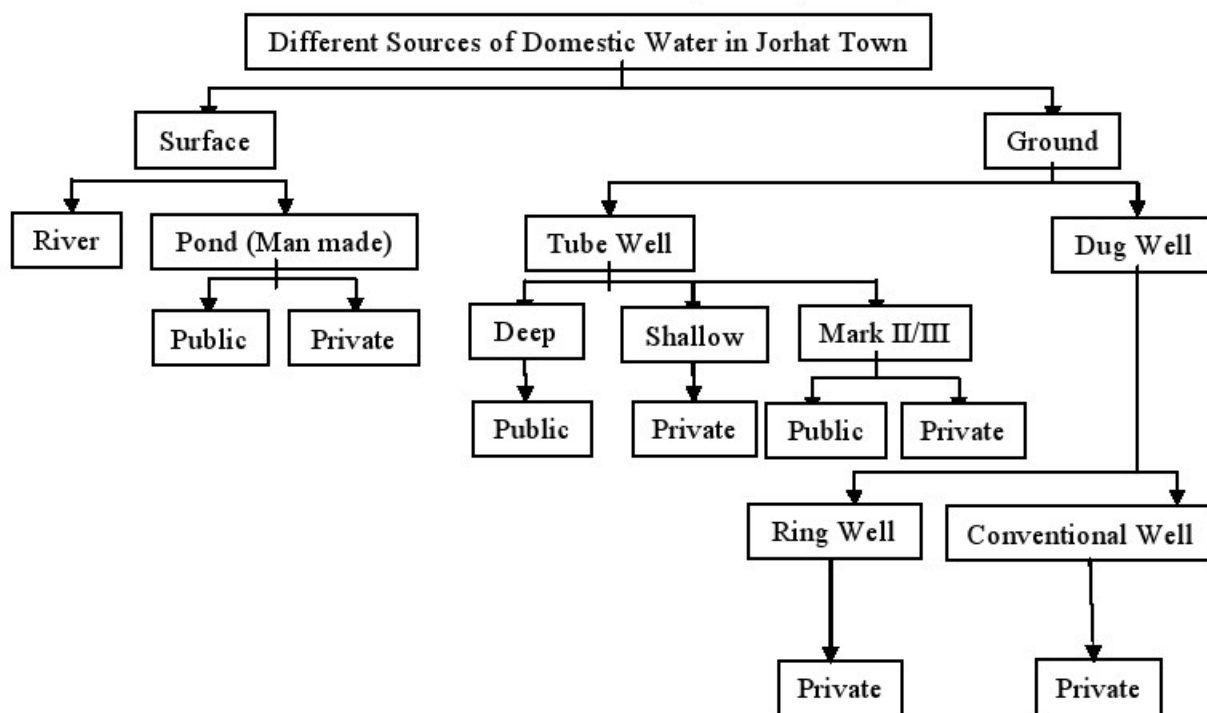 Different Sources of Domestic Water in Jorhat Town
Surface
Ground
River
Pond (Man made)
Tube Well
Dug Well
Public
Private
Deep
Shallow
Mark II/III
Public
Private
Public
Private
Ring Well
Conventional Well
Private
Private